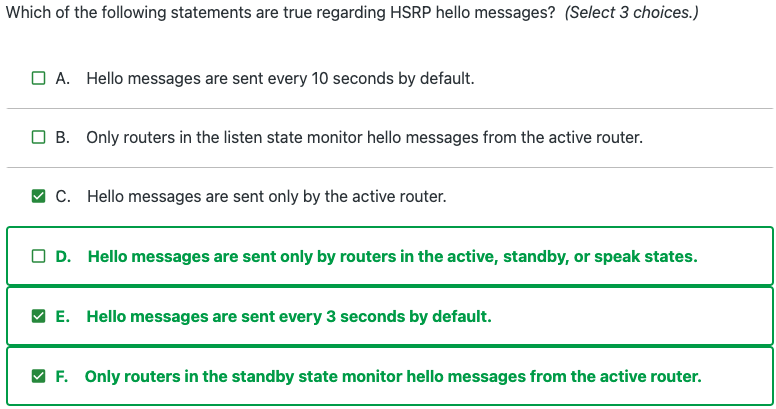 Which of the following statements are true regarding HSRP hello messages? (Select 3 choices.)
A. Hello messages are sent every 10 seconds by default.
B. Only routers in the listen state monitor hello messages from the active router.
C. Hello messages are sent only by the active router.
D. Hello messages are sent only by routers in the active, standby, or speak states.
E. Hello messages are sent every 3 seconds by default.
F. Only routers in the standby state monitor hello messages from the active router.